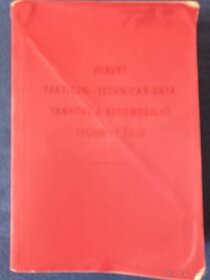 HLAVNÍ
TAKTICKO-TECHNICKÁ DATA
TANKOVÉ A AUTOMOBILNÍ
TECHNIKY ČSLA